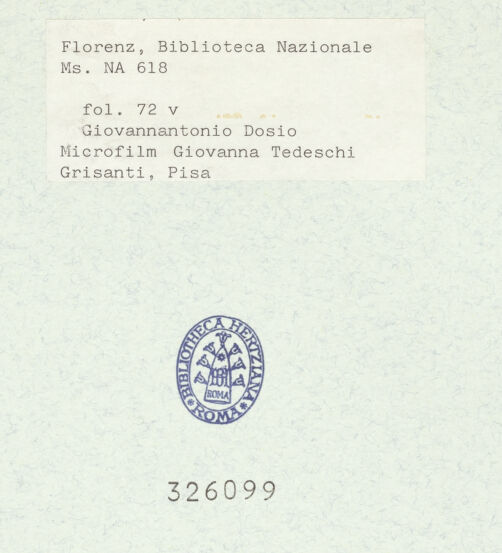 Florenz, Biblioteca Nazionale
Ms. NA 618
fol. 72 v
Giovannantonio Dosio
Microfilm Giovanna Tedeschi
Grisanti, Pisa
BIBLIOTHECA HERTZIANA
ROMA
ROMA
326099